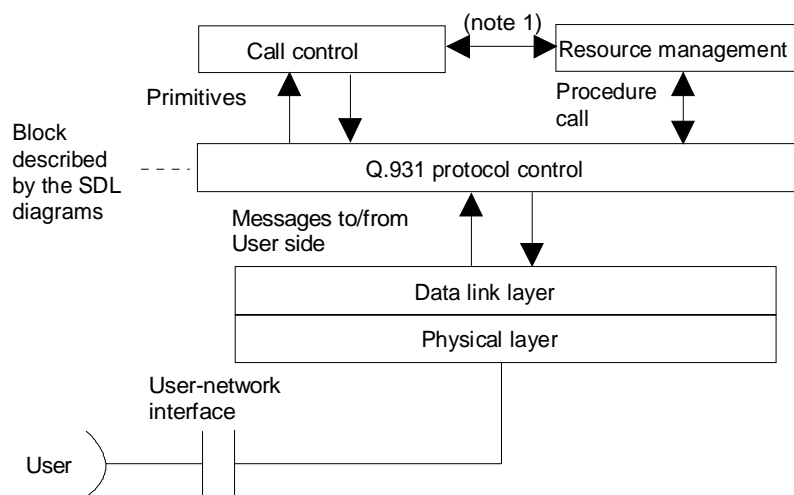 (note 1)
Call control
Resource management
Primitives
Procedure
call
Block
described
by the SDL
diagrams
Q.931 protocol control
Messages to/from
User side
Data link layer
Physical layer
User-network
interface
User